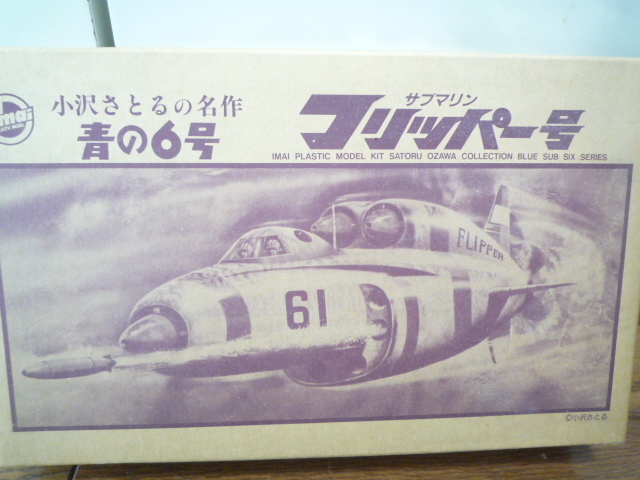 imai
小沢さとるの名作
青の6号
サブマリン
フリッパー号
IMAI PLASTIC MODEL KIT SATORU OZAWA COLLECTION BLUE SUB SIX SERIES
FLIPPER
61
©小沢さとる